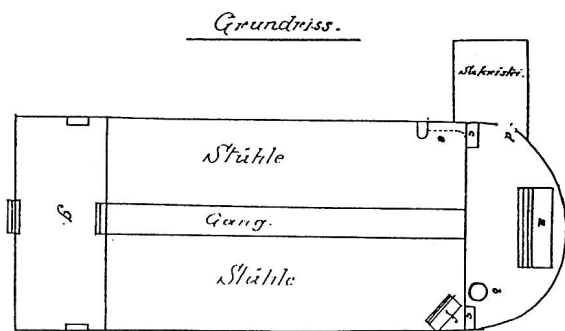 Grundriss.
Sakristei.
Stühle
e
c
d
a
g.
Gang.
Stühle
b
f
c